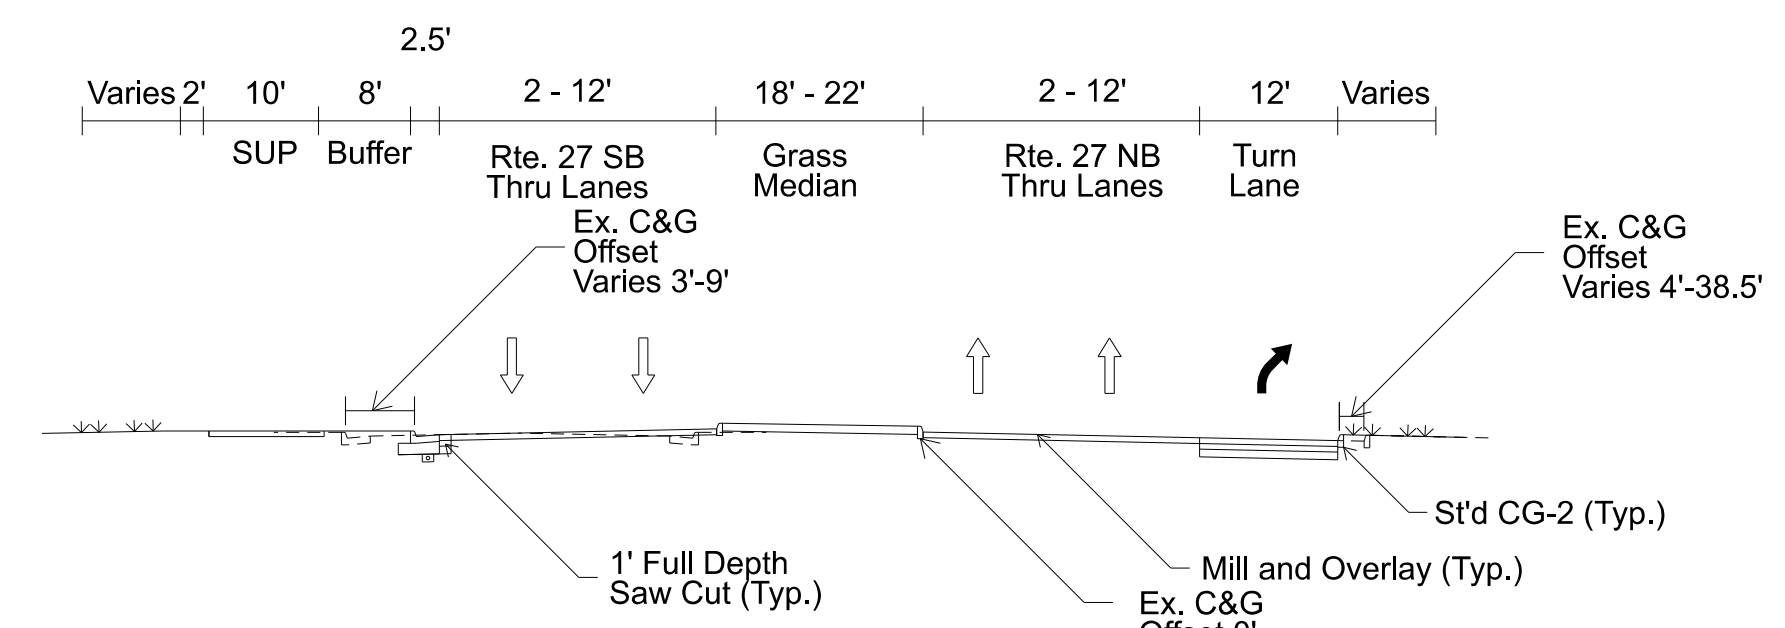 2.5'
Varies 2' 10' 8' 2 - 12' 18' - 22' 2 - 12' 12' Varies
SUP Buffer
Rte. 27 SB
Thru Lanes
Grass
Median
Rte. 27 NB
Thru Lanes
Turn
Lane
Ex. C&G
Offset
Varies 3'-9'
Ex. C&G
Offset
Varies 4'-38.5'
St'd CG-2 (Typ.)
1' Full Depth
Saw Cut (Typ.)
Mill and Overlay (Typ.)
Ex. C&G
Offset